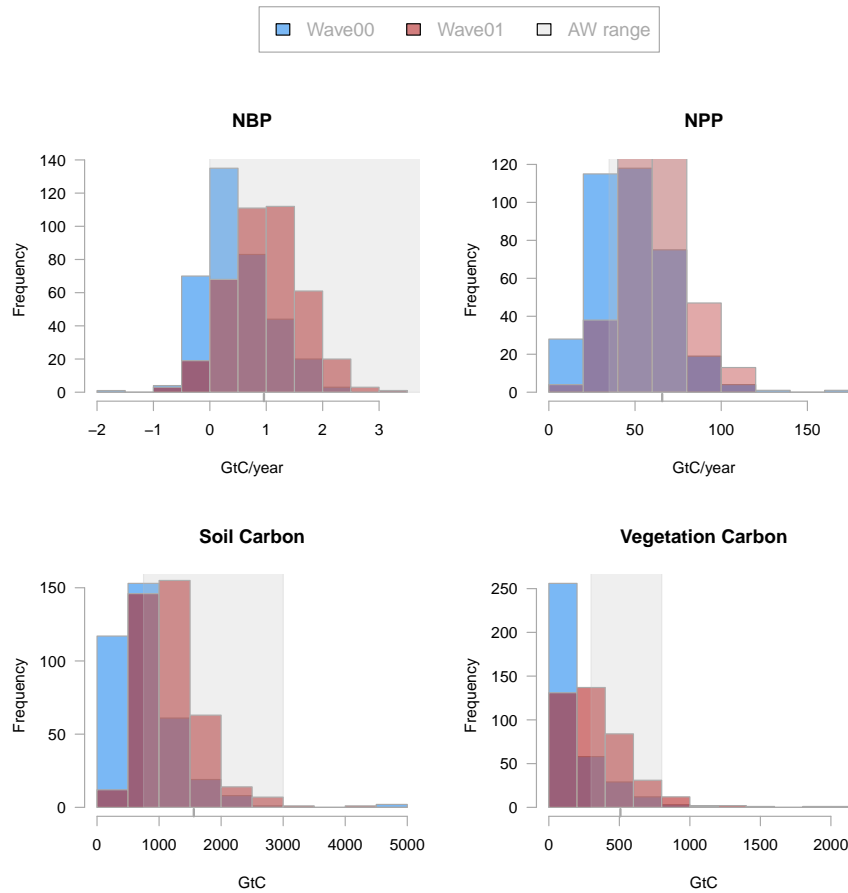 Wave00 Wave01 AW range
NBP
Frequency
0 20 40 60 80 100 120 140
−2 −1 0 1 2 3
GtC/year
NPP
Frequency
0 20 40 60 80 100 120
0 50 100 150
GtC/year
Soil Carbon
Frequency
0 50 100 150
0 1000 2000 3000 4000 5000
GtC
Vegetation Carbon
Frequency
0 50 100 150 200 250
0 500 1000 1500 2000
GtC